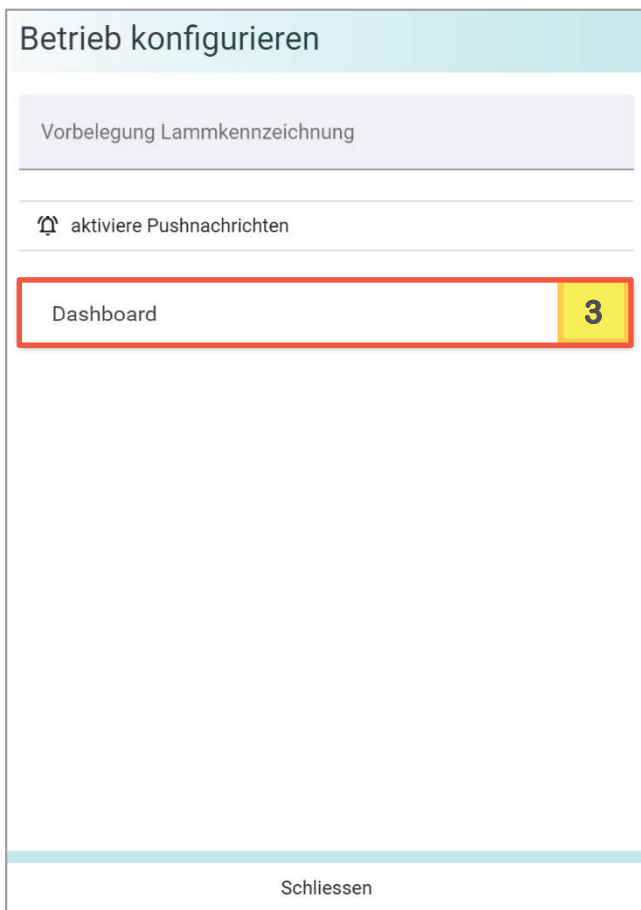 Betrieb konfigurieren
Vorbelegung Lammkennzeichnung
aktiviere Pushnachrichten
Dashboard 3
Schliessen